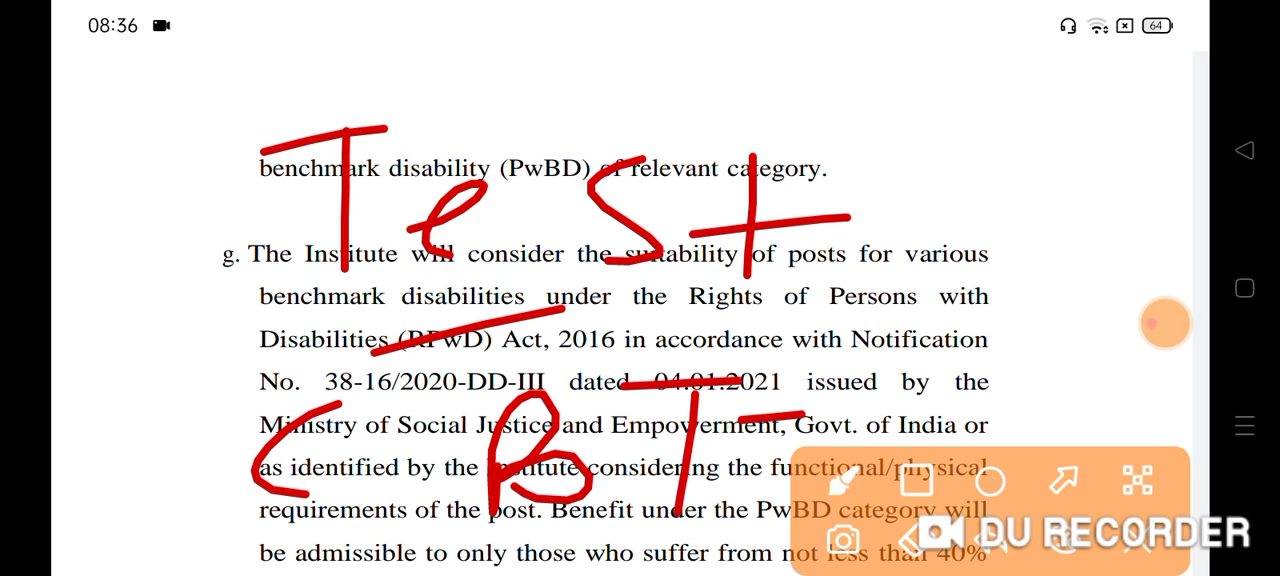 08:36
64
benchmark disability (PwBD) of relevant category.
Test
g. The Institute will consider the suitability of posts for various
benchmark disabilities under the Rights of Persons with
Disabilities (RPwD) Act, 2016 in accordance with Notification
No. 38-16/2020-DD-III dated 04.01.2021 issued by the
Ministry of Social Justice and Empowerment, Govt. of India or
CBT
as identified by the Institute considering the functional/physical
requirements of the post. Benefit under the PwBD category will
DU RECORDER
be admissible to only those who suffer from not less than 40%